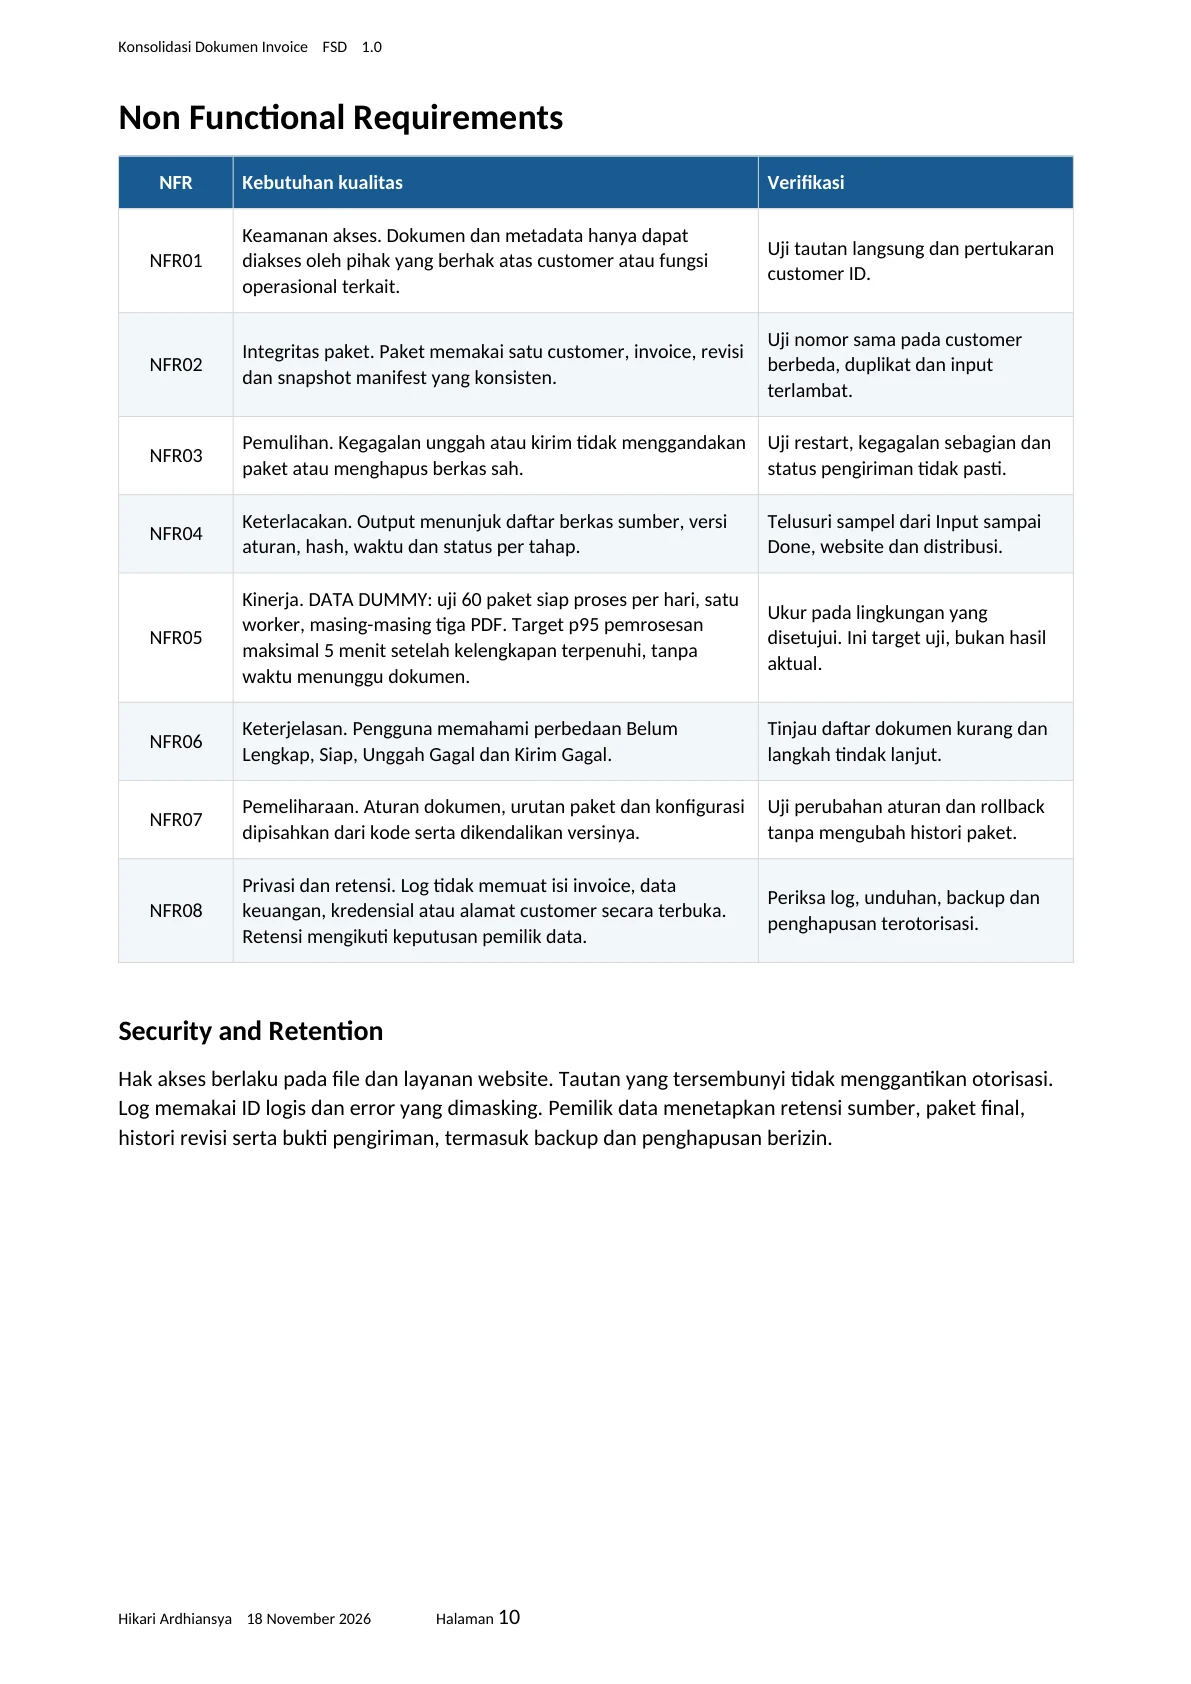 Konsolidasi Dokumen Invoice FSD 1.0
Non Functional Requirements
NFR
Kebutuhan kualitas
Verifikasi
NFR01
Keamanan akses. Dokumen dan metadata hanya dapat
diakses oleh pihak yang berhak atas customer atau fungsi
operasional terkait.
Uji tautan langsung dan pertukaran
customer ID.
NFR02
Integritas paket. Paket memakai satu customer, invoice, revisi
dan snapshot manifest yang konsisten.
Uji nomor sama pada customer
berbeda, duplikat dan input
terlambat.
NFR03
Pemulihan. Kegagalan unggah atau kirim tidak menggandakan
paket atau menghapus berkas sah.
Uji restart, kegagalan sebagian dan
status pengiriman tidak pasti.
NFR04
Keterlacakan. Output menunjuk daftar berkas sumber, versi
aturan, hash, waktu dan status per tahap.
Telusuri sampel dari Input sampai
Done, website dan distribusi.
NFR05
Kinerja. DATA DUMMY: uji 60 paket siap proses per hari, satu
worker, masing-masing tiga PDF. Target p95 pemrosesan
maksimal 5 menit setelah kelengkapan terpenuhi, tanpa
waktu menunggu dokumen.
Ukur pada lingkungan yang
disetujui. Ini target uji, bukan hasil
aktual.
NFR06
Keterjelasan. Pengguna memahami perbedaan Belum
Lengkap, Siap, Unggah Gagal dan Kirim Gagal.
Tinjau daftar dokumen kurang dan
langkah tindak lanjut.
NFR07
Pemeliharaan. Aturan dokumen, urutan paket dan konfigurasi
dipisahkan dari kode serta dikendalikan versinya.
Uji perubahan aturan dan rollback
tanpa mengubah histori paket.
NFR08
Privasi dan retensi. Log tidak memuat isi invoice, data
keuangan, kredensial atau alamat customer secara terbuka.
Retensi mengikuti keputusan pemilik data.
Periksa log, unduhan, backup dan
penghapusan terotorisasi.
Security and Retention
Hak akses berlaku pada file dan layanan website. Tautan yang tersembunyi tidak menggantikan otorisasi.
Log memakai ID logis dan error yang dimasking. Pemilik data menetapkan retensi sumber, paket final,
histori revisi serta bukti pengiriman, termasuk backup dan penghapusan berizin.
Hikari Ardhiansya 18 November 2026 Halaman 10